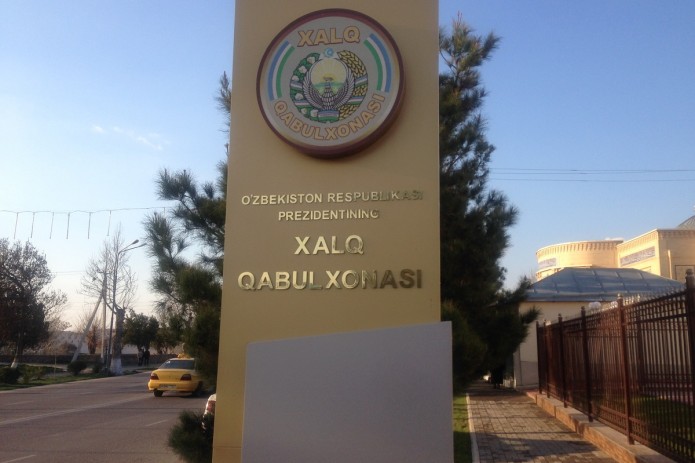 XALQ
QABULXONASI
O'ZBEKISTON RESPUBLIKASI
PREZIDENTINING
XALQ
QABULXONASI